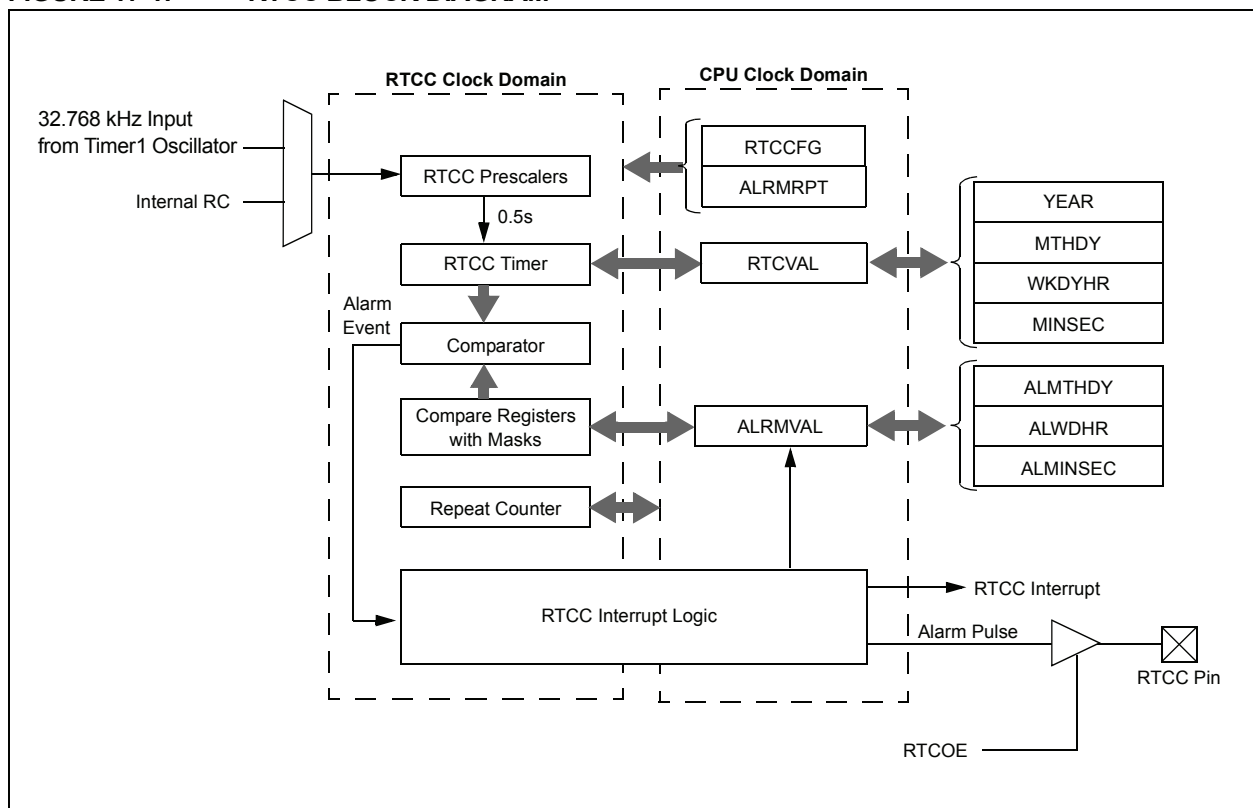 RTCC Clock Domain
CPU Clock Domain
32.768 kHz Input
from Timer1 Oscillator
Internal RC
RTCC Prescalers
0.5s
RTCC Timer
Alarm
Event
Comparator
Compare Registers
with Masks
Repeat Counter
RTCC Interrupt Logic
RTCCFG
ALRMRPT
RTCVAL
ALRMVAL
YEAR
MTHDY
WKDYHR
MINSEC
ALMTHDY
ALWDHR
ALMINSEC
RTCC Interrupt
Alarm Pulse
RTCC Pin
RTCOE